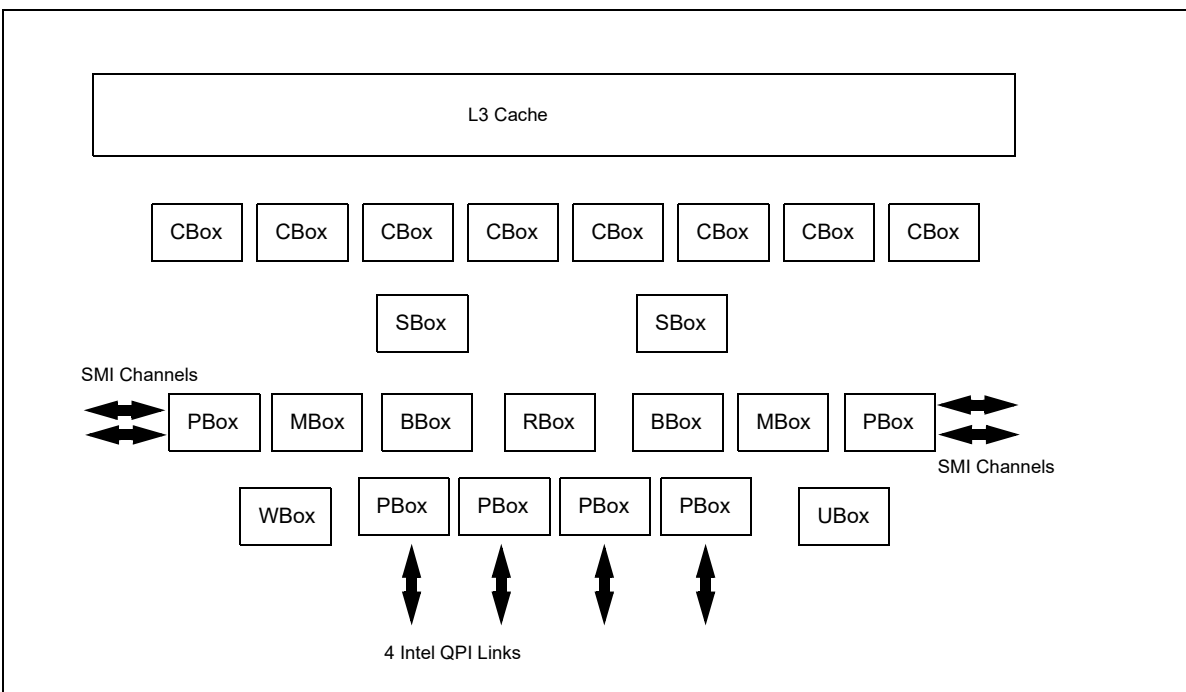 L3 Cache
CBox CBox CBox CBox CBox CBox CBox CBox
SBox SBox
SMI Channels
PBox MBox BBox RBox BBox MBox PBox
SMI Channels
WBox PBox PBox PBox PBox UBox
4 Intel QPI Links